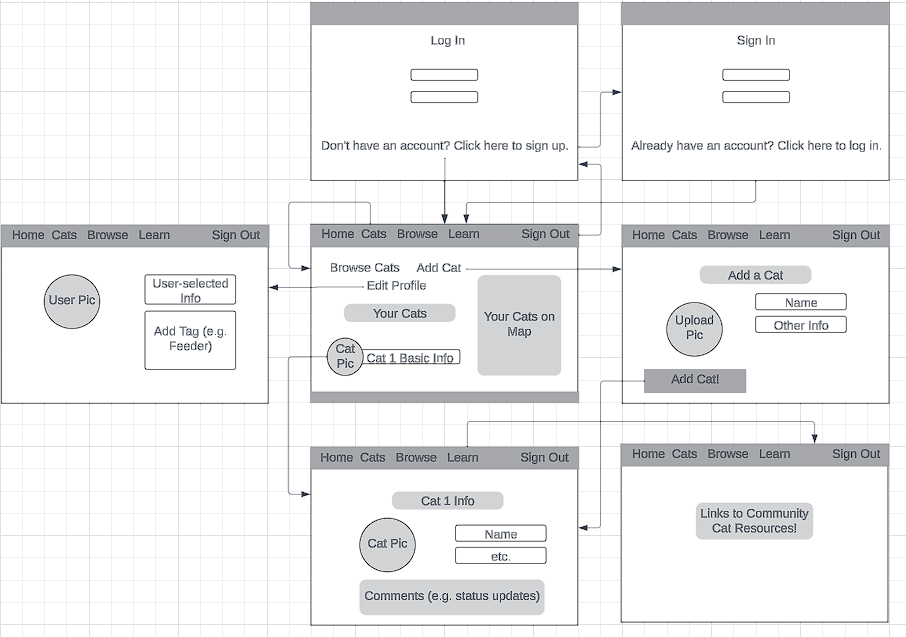 Log In
Don't have an account? Click here to sign up.
Sign In
Already have an account? Click here to log in.
Home Cats Browse Learn Sign Out
User Pic
User-selected
Info
Add Tag (e.g.
Feeder)
Home Cats Browse Learn Sign Out
Browse Cats Add Cat
Edit Profile
Your Cats
Your Cats on
Map
Cat
Pic
Cat 1 Basic Info
Home Cats Browse Learn Sign Out
Add a Cat
Upload
Pic
Name
Other Info
Add Cat!
Home Cats Browse Learn Sign Out
Cat 1 Info
Cat Pic
Name
etc.
Comments (e.g. status updates)
Home Cats Browse Learn Sign Out
Links to Community
Cat Resources!